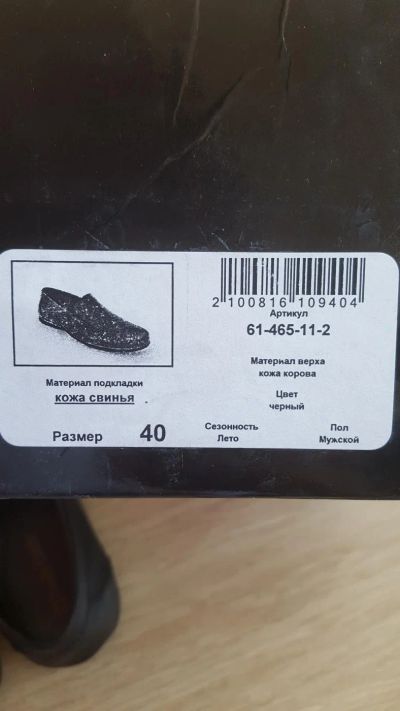 2 100816 109404
Артикул
61-465-11-2
Материал верха
кожа корова
Материал подкладки
кожа свинья
Цвет
черный
Размер 40
Сезонность
Лето
Пол
Мужской